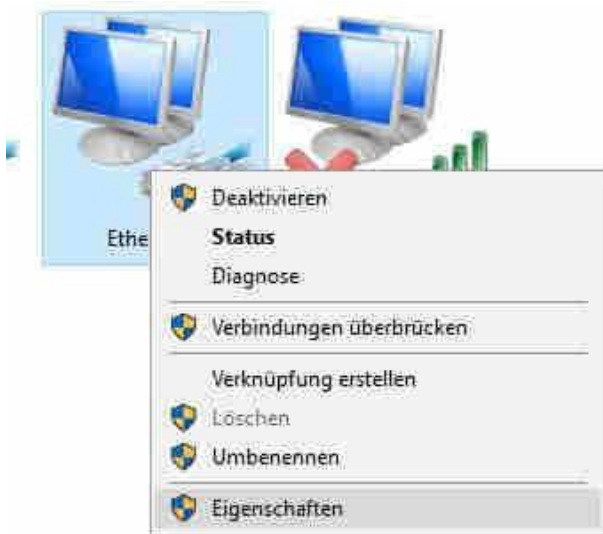 Ethe
Deaktivieren
Status
Diagnose
Verbindungen überbrücken
Verknüpfung erstellen
Löschen
Umbenennen
Eigenschaften